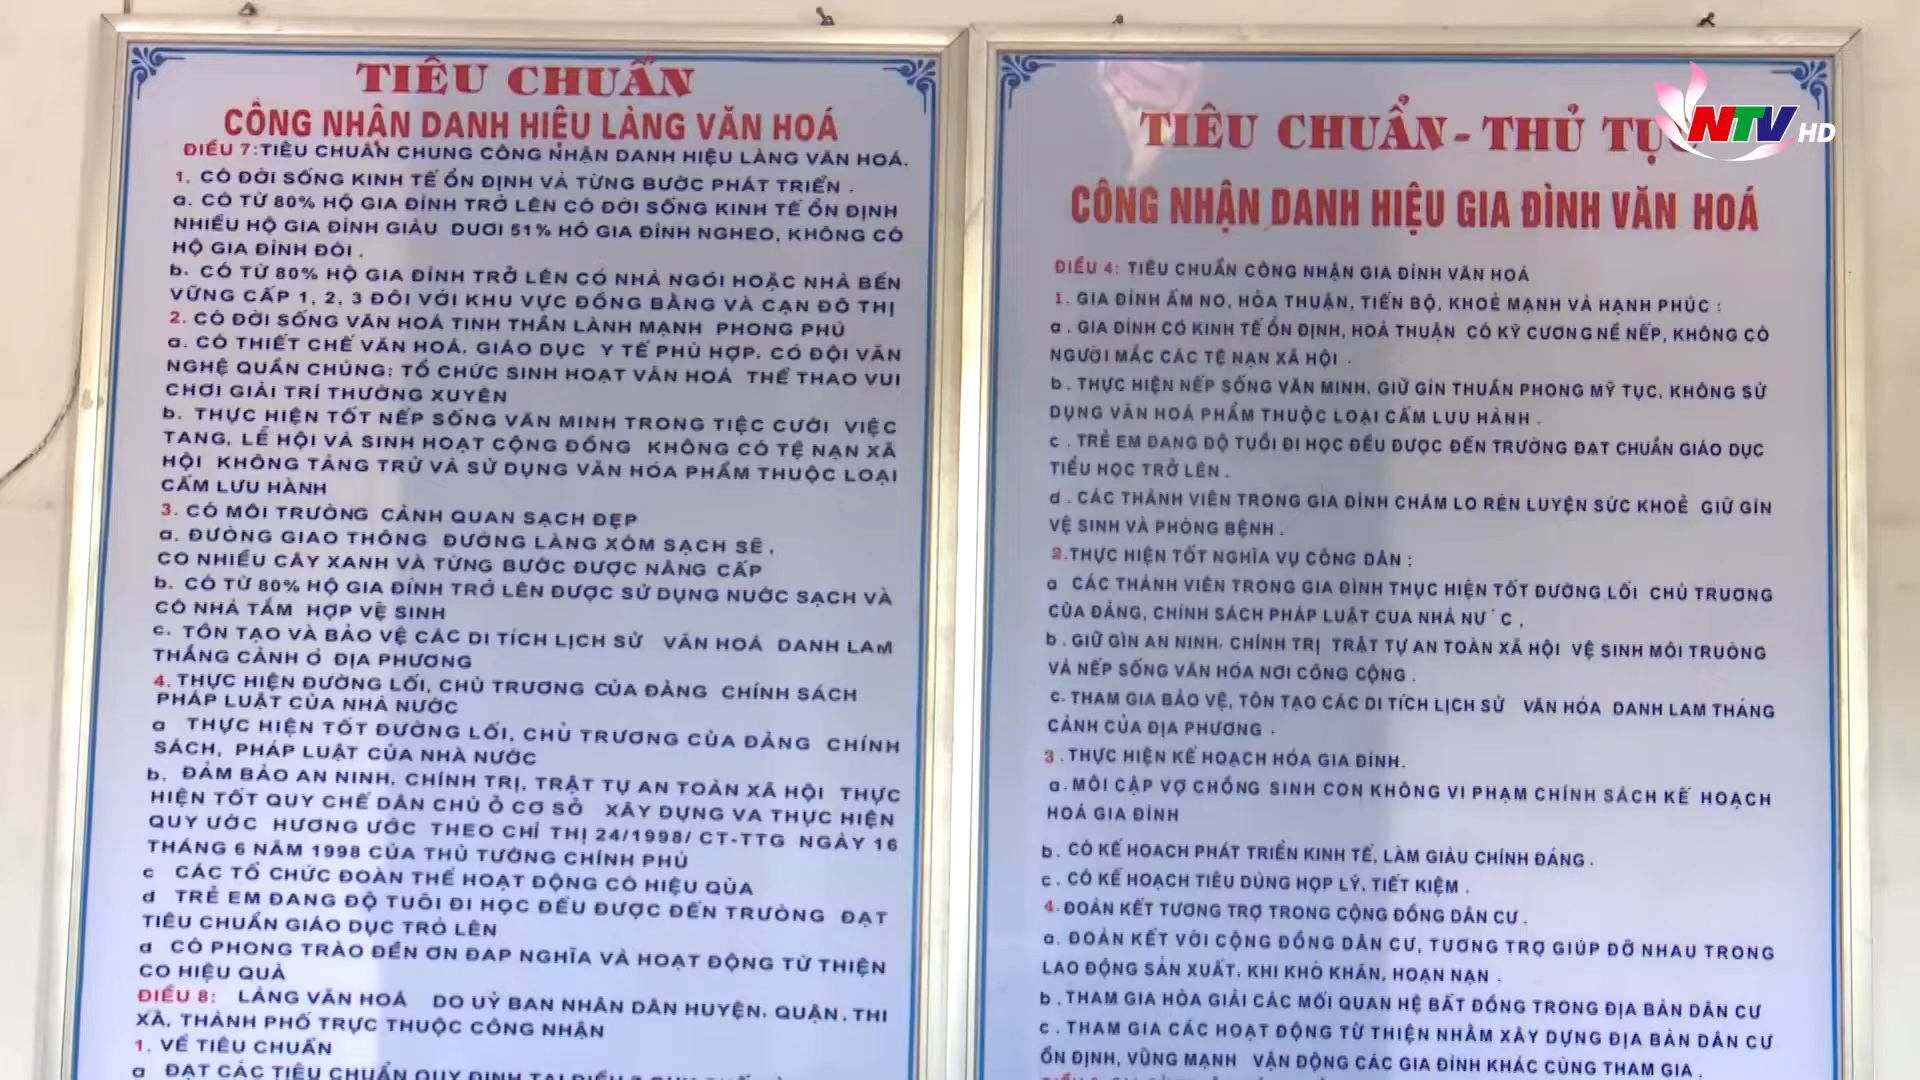 TIÊU CHUẨN
CÔNG NHẬN DANH HIỆU LÀNG VĂN HOÁ
ĐIỀU 7: TIÊU CHUẨN CHUNG CÔNG NHẬN DANH HIỆU LÀNG VĂN HOÁ.
1. CÓ ĐỜI SỐNG KINH TẾ ỔN ĐỊNH VÀ TỪNG BƯỚC PHÁT TRIỂN .
a. CÓ TỪ 80% HỘ GIA ĐÌNH TRỞ LÊN CÓ ĐỜI SỐNG KINH TẾ ỔN ĐỊNH
NHIỀU HỘ GIA ĐÌNH GIÀU DƯƠI 51% HỘ GIA ĐÌNH NGHEO, KHÔNG CÓ
HỘ GIA ĐÌNH ĐÓI .
b. CÓ TỪ 80% HỘ GIA ĐÌNH TRỞ LÊN CÓ NHÀ NGÓI HOẶC NHÀ BỀN
VỮNG CẤP 1, 2, 3 ĐỐI VỚI KHU VỰC ĐỒNG BẰNG VÀ CẠN ĐÔ THỊ
2. CÓ ĐỜI SỐNG VĂN HOÁ TINH THẦN LÀNH MẠNH PHONG PHÚ
a. CÓ THIẾT CHẾ VĂN HOÁ, GIÁO DỤC Y TẾ PHÙ HỢP, CÓ ĐỘI VĂN
NGHỆ QUẦN CHÚNG: TỔ CHỨC SINH HOẠT VĂN HOÁ THỂ THAO VUI
CHƠI GIẢI TRÍ THƯỜNG XUYÊN
b. THỰC HIỆN TỐT NẾP SỐNG VĂN MINH TRONG TIỆC CƯỚI VIỆC
TANG, LỄ HỘI VÀ SINH HOẠT CỘNG ĐỒNG KHÔNG CÓ TỆ NẠN XÃ
HỘI KHÔNG TÀNG TRỮ VÀ SỬ DỤNG VĂN HÓA PHẨM THUỘC LOẠI
CẤM LƯU HÀNH
3. CÓ MÔI TRƯỜNG CẢNH QUAN SẠCH ĐẸP
a. ĐƯỜNG GIAO THÔNG ĐƯỜNG LÀNG XÓM SẠCH SẼ ,
CO NHIỀU CÂY XANH VÀ TỪNG BƯỚC ĐƯỢC NÂNG CẤP
b. CÓ TỪ 80% HỘ GIA ĐÌNH TRỞ LÊN ĐƯỢC SỬ DỤNG NƯỚC SẠCH VÀ
CÓ NHÀ TẮM HỢP VỆ SINH
c. TÔN TẠO VÀ BẢO VỆ CÁC DI TÍCH LỊCH SỬ VĂN HOÁ DANH LAM
THẮNG CẢNH Ở ĐỊA PHƯƠNG
4. THỰC HIỆN ĐƯỜNG LỐI, CHỦ TRƯƠNG CỦA ĐẢNG CHÍNH SÁCH
PHÁP LUẬT CỦA NHÀ NƯỚC
a THỰC HIỆN TỐT ĐƯỜNG LỐI, CHỦ TRƯƠNG CỦA ĐẢNG CHÍNH
SÁCH, PHÁP LUẬT CỦA NHÀ NƯỚC
b. ĐẢM BẢO AN NINH, CHÍNH TRỊ, TRẬT TỰ AN TOÀN XÃ HỘI THỰC
HIỆN TỐT QUY CHẾ DÂN CHỦ Ở CƠ SỞ XÂY DỰNG VA THỰC HIỆN
QUY ƯỚC HƯƠNG ƯỚC THEO CHỈ THỊ 24/1998/ CT-TTG NGÀY 16
THÁNG 6 NĂM 1998 CỦA THỦ TƯỚNG CHÍNH PHỦ
c CÁC TỔ CHỨC ĐOÀN THỂ HOẠT ĐỘNG CÓ HIỆU QỦA
d TRẺ EM ĐANG ĐỘ TUỔI ĐI HỌC ĐỀU ĐƯỢC ĐẾN TRƯỜNG ĐẠT
TIÊU CHUẨN GIÁO DỤC TRỞ LÊN
d CÓ PHONG TRÀO ĐỀN ƠN ĐÁP NGHĨA VÀ HOẠT ĐỘNG TỪ THIỆN
CO HIỆU QUẢ
ĐIỀU 8: LÀNG VĂN HOÁ DO UỶ BAN NHÂN DÂN HUYỆN, QUẬN, THỊ
XÃ, THÀNH PHỐ TRỰC THUỘC CÔNG NHẬN
1. VỀ TIÊU CHUẨN
a ĐẠT CÁC TIÊU CHUẨN QUY ĐỊNH TẠI ĐIỀU 7
TIÊU CHUẨN - THỦ TỤC
CÔNG NHẬN DANH HIỆU GIA ĐÌNH VĂN HOÁ
ĐIỀU 4: TIÊU CHUẨN CÔNG NHẬN GIA ĐÌNH VĂN HOÁ
1. GIA ĐÌNH ẤM NO, HÒA THUẬN, TIẾN BỘ, KHOẺ MẠNH VÀ HẠNH PHÚC :
a . GIA ĐÌNH CÓ KINH TẾ ỔN ĐỊNH, HOÀ THUẬN CÓ KỶ CƯƠNG NỀ NẾP, KHÔNG CÓ
NGƯỜI MẮC CÁC TỆ NẠN XÃ HỘI .
b . THỰC HIỆN NẾP SỐNG VĂN MINH, GIỮ GÌN THUẦN PHONG MỸ TỤC, KHÔNG SỬ
DỤNG VĂN HOÁ PHẨM THUỘC LOẠI CẤM LƯU HÀNH .
c . TRẺ EM ĐANG ĐỘ TUỔI ĐI HỌC ĐỀU ĐƯỢC ĐẾN TRƯỜNG ĐẠT CHUẨN GIÁO DỤC
TIỂU HỌC TRỞ LÊN .
d . CÁC THÀNH VIÊN TRONG GIA ĐÌNH CHĂM LO RÈN LUYỆN SỨC KHOẺ GIỮ GÌN
VỆ SINH VÀ PHÒNG BỆNH .
2.THỰC HIỆN TỐT NGHĨA VỤ CÔNG DÂN :
a CÁC THÀNH VIÊN TRONG GIA ĐÌNH THỰC HIỆN TỐT ĐƯỜNG LỐI CHỦ TRƯƠNG
CỦA ĐẢNG, CHÍNH SÁCH PHÁP LUẬT CUA NHÀ NƯ´C ,
b . GIỮ GÌN AN NINH, CHÍNH TRỊ TRẬT TỰ AN TOÀN XÃ HỘI VỆ SINH MÔI TRƯỜNG
VÀ NẾP SỐNG VĂN HÓA NƠI CÔNG CỘNG .
c. THAM GIA BẢO VỆ, TÔN TẠO CÁC DI TÍCH LỊCH SỬ VĂN HÓA DANH LAM THẮNG
CẢNH CỦA ĐỊA PHƯƠNG .
3 . THỰC HIỆN KẾ HOẠCH HÓA GIA ĐÌNH.
a. MỖI CẶP VỢ CHỒNG SINH CON KHÔNG VI PHẠM CHÍNH SÁCH KẾ HOẠCH
HOÁ GIA ĐÌNH
b. CÓ KẾ HOẠCH PHÁT TRIỂN KINH TẾ, LÀM GIÀU CHÍNH ĐÁNG .
c . CÓ KẾ HOẠCH TIÊU DÙNG HỢP LÝ, TIẾT KIỆM .
4. ĐOÀN KẾT TƯƠNG TRỢ TRONG CỘNG ĐỒNG DÂN CƯ .
a. ĐOÀN KẾT VỚI CỘNG ĐỒNG DÂN CƯ, TƯƠNG TRỢ GIÚP ĐỠ NHAU TRONG
LAO ĐỘNG SẢN XUẤT, KHI KHÓ KHĂN, HOẠN NẠN .
b . THAM GIA HÒA GIẢI CÁC MỐI QUAN HỆ BẤT ĐỒNG TRONG ĐỊA BÀN DÂN CƯ
c . THAM GIA CÁC HOẠT ĐỘNG TỪ THIỆN NHẰM XÂY DỰNG ĐỊA BÀN DÂN CƯ
ỔN ĐỊNH, VỮNG MẠNH VẬN ĐỘNG CÁC GIA ĐÌNH KHÁC CÙNG THAM GIA .
NTV HD